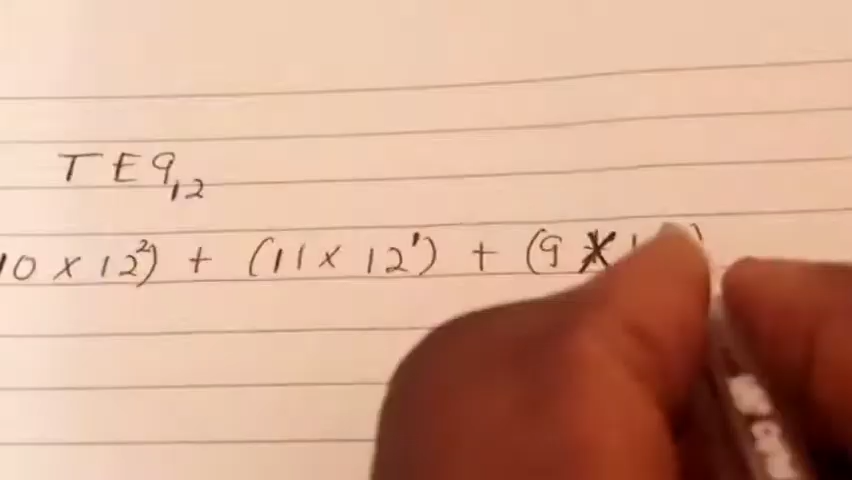 TE9₁₂
10 × 12²) + (11 × 12¹) + (9 ×